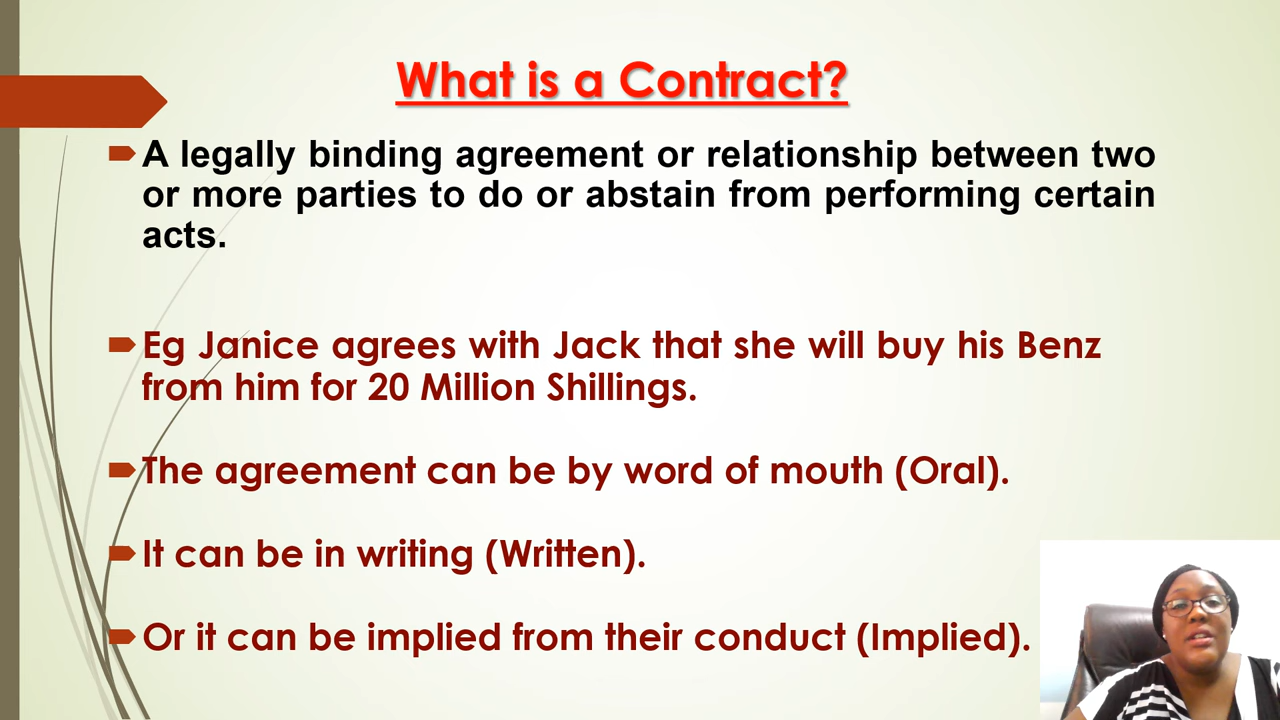 What is a Contract?
A legally binding agreement or relationship between two
or more parties to do or abstain from performing certain
acts.
Eg Janice agrees with Jack that she will buy his Benz
from him for 20 Million Shillings.
The agreement can be by word of mouth (Oral).
It can be in writing (Written).
Or it can be implied from their conduct (Implied).